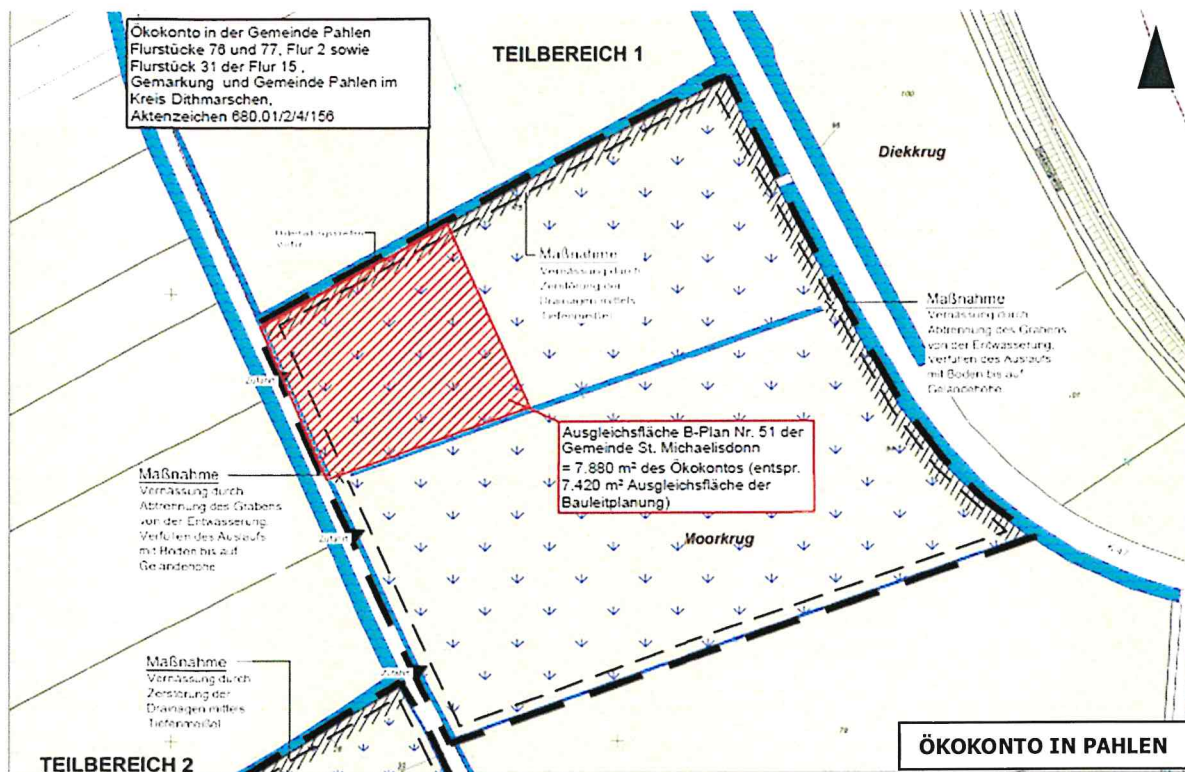 Ökokonto in der Gemeinde Pahlen
Flurstücke 76 und 77, Flur 2 sowie
Flurstück 31 der Flur 15 ,
Gemarkung und Gemeinde Pahlen im
Kreis Dithmarschen,
Aktenzeichen 680.01/2/4/156
TEILBEREICH 1
100
Diekkrug
Maßnahme
Vernässung durch
Zerstörung der
Drainagen mittels
Tiefenmeißel
Maßnahme
Vernässung durch
Abtrennung des Grabens
von der Entwässerung,
Verfüllen des Auslaufs
mit Boden bis auf
Geländehöhe
Zufahrt
Ausgleichsfläche B-Plan Nr. 51 der
Gemeinde St. Michaelisdonn
= 7.880 m² des Ökokontos (entspr.
7.420 m² Ausgleichsfläche der
Bauleitplanung)
Maßnahme
Vernässung durch
Abtrennung des Grabens
von der Entwässerung,
Verfüllen des Auslaufs
mit Boden bis auf
Geländehöhe
Zufahrt
Moorkrug
Maßnahme
Vernässung durch
Zerstörung der
Drainagen mittels
Tiefenmeißel
Zufahrt
TEILBEREICH 2
ÖKOKONTO IN PAHLEN